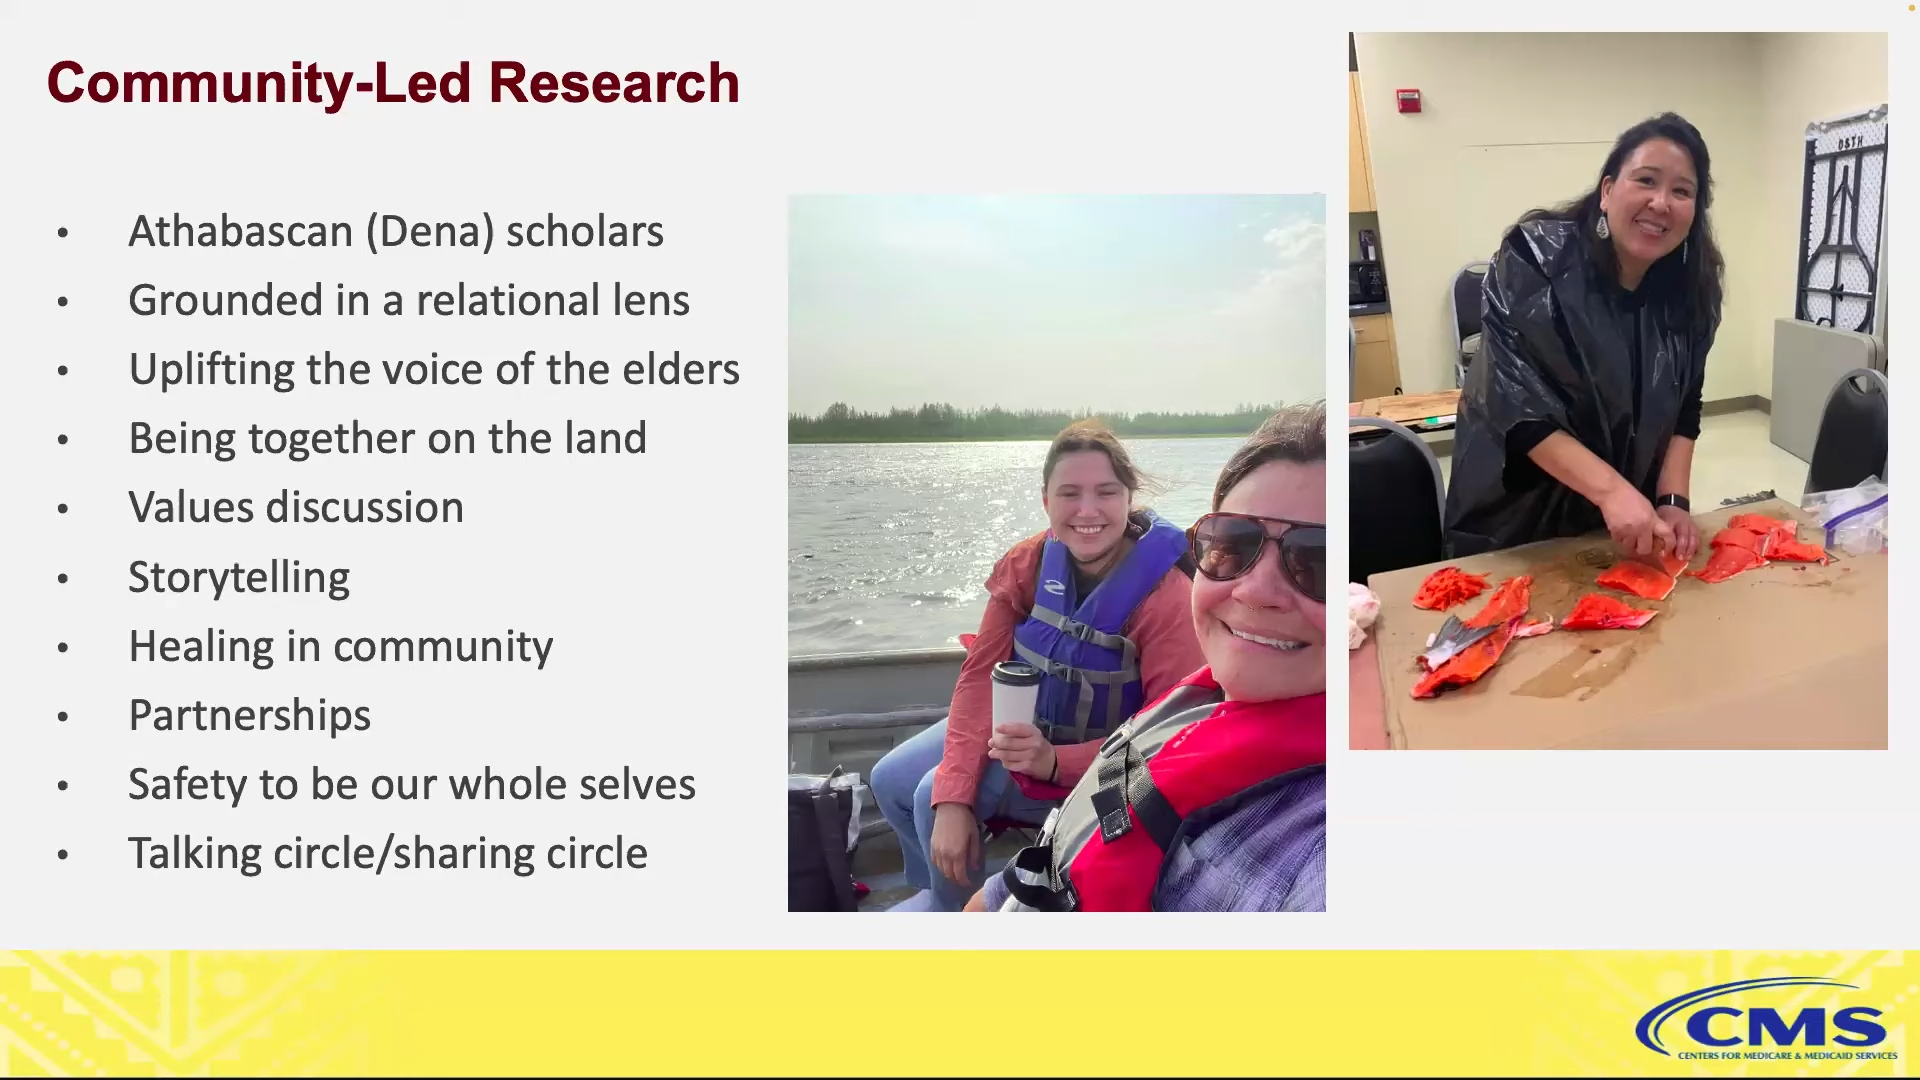 Community-Led Research
• Athabascan (Dena) scholars
• Grounded in a relational lens
• Uplifting the voice of the elders
• Being together on the land
• Values discussion
• Storytelling
• Healing in community
• Partnerships
• Safety to be our whole selves
• Talking circle/sharing circle
CMS
CENTERS FOR MEDICARE & MEDICAID SERVICES